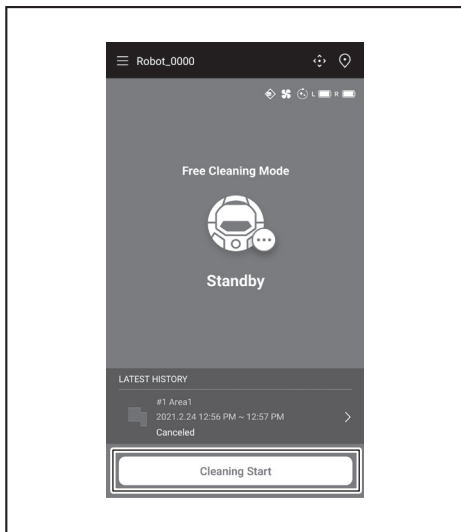 Robot_0000
L R
Free Cleaning Mode
Standby
LATEST HISTORY
#1 Area1
2021.2.24 12:56 PM ~ 12:57 PM
Canceled
Cleaning Start